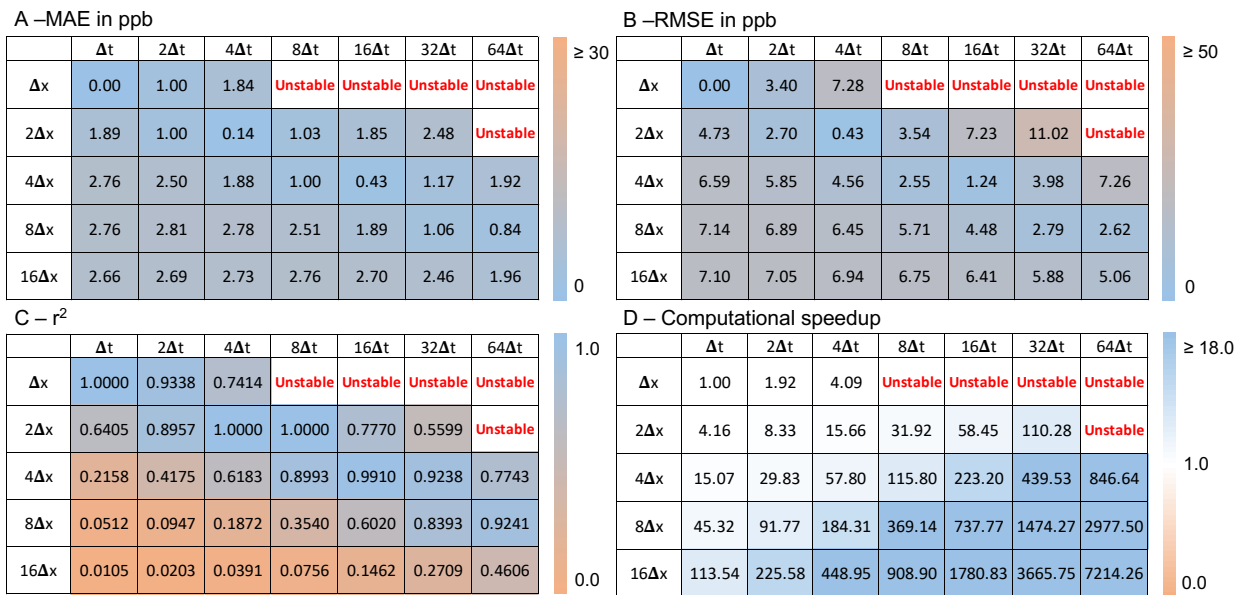 A –MAE in ppb
Δt 2Δt 4Δt 8Δt 16Δt 32Δt 64Δt
Δx 0.00 1.00 1.84 Unstable Unstable Unstable Unstable
2Δx 1.89 1.00 0.14 1.03 1.85 2.48 Unstable
4Δx 2.76 2.50 1.88 1.00 0.43 1.17 1.92
8Δx 2.76 2.81 2.78 2.51 1.89 1.06 0.84
16Δx 2.66 2.69 2.73 2.76 2.70 2.46 1.96
≥ 30
0
B –RMSE in ppb
Δt 2Δt 4Δt 8Δt 16Δt 32Δt 64Δt
Δx 0.00 3.40 7.28 Unstable Unstable Unstable Unstable
2Δx 4.73 2.70 0.43 3.54 7.23 11.02 Unstable
4Δx 6.59 5.85 4.56 2.55 1.24 3.98 7.26
8Δx 7.14 6.89 6.45 5.71 4.48 2.79 2.62
16Δx 7.10 7.05 6.94 6.75 6.41 5.88 5.06
≥ 50
0
C – r²
Δt 2Δt 4Δt 8Δt 16Δt 32Δt 64Δt
Δx 1.0000 0.9338 0.7414 Unstable Unstable Unstable Unstable
2Δx 0.6405 0.8957 1.0000 1.0000 0.7770 0.5599 Unstable
4Δx 0.2158 0.4175 0.6183 0.8993 0.9910 0.9238 0.7743
8Δx 0.0512 0.0947 0.1872 0.3540 0.6020 0.8393 0.9241
16Δx 0.0105 0.0203 0.0391 0.0756 0.1462 0.2709 0.4606
1.0
0.0
D – Computational speedup
Δt 2Δt 4Δt 8Δt 16Δt 32Δt 64Δt
Δx 1.00 1.92 4.09 Unstable Unstable Unstable Unstable
2Δx 4.16 8.33 15.66 31.92 58.45 110.28 Unstable
4Δx 15.07 29.83 57.80 115.80 223.20 439.53 846.64
8Δx 45.32 91.77 184.31 369.14 737.77 1474.27 2977.50
16Δx 113.54 225.58 448.95 908.90 1780.83 3665.75 7214.26
≥ 18.0
1.0
0.0